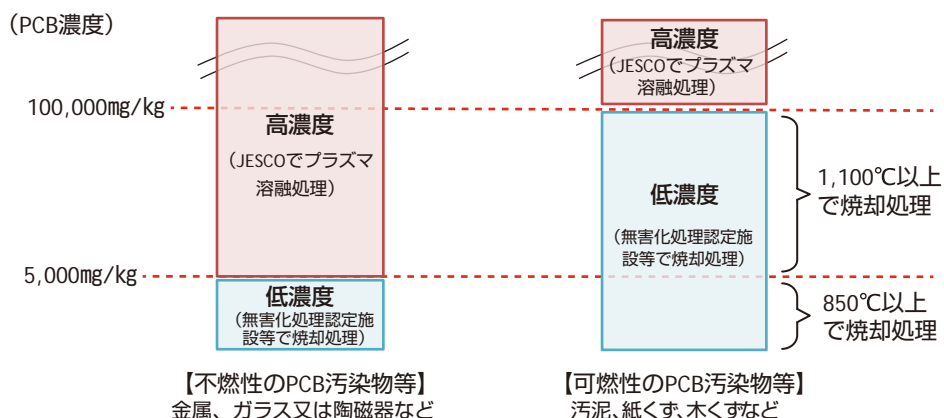 (PCB濃度)
100,000mg/kg
5,000mg/kg
高濃度
(JESCOでプラズマ
溶融処理)
低濃度
(無害化処理認定施
設等で焼却処理)
【不燃性のPCB汚染物等】
金属、ガラス又は陶磁器など
高濃度
(JESCOでプラズマ
溶融処理)
低濃度
(無害化処理認定施
設等で焼却処理)
【可燃性のPCB汚染物等】
汚泥、紙くず、木くずなど
1,100℃以上
で焼却処理
850℃以上
で焼却処理